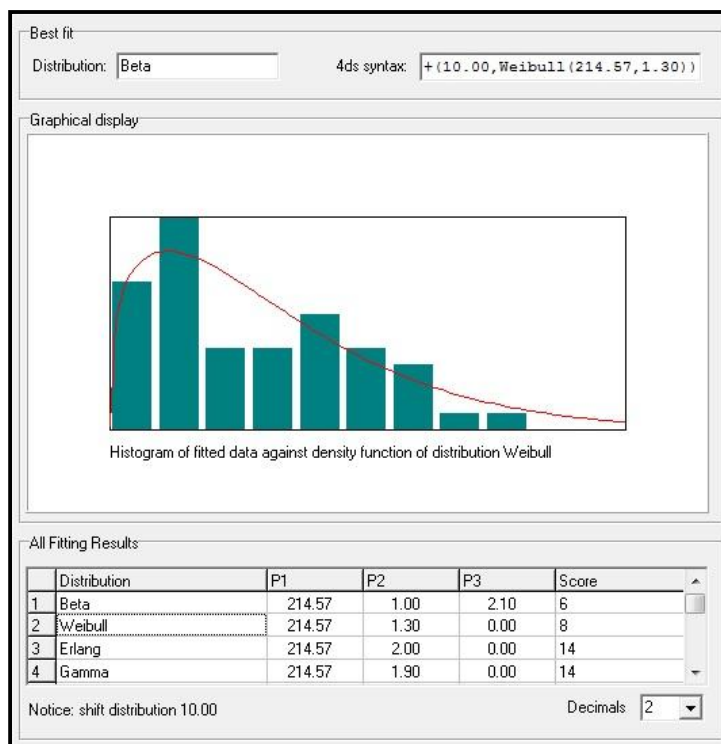 Best fit
Distribution: Beta 4ds syntax: +(10.00,Weibull(214.57,1.30))
Graphical display
Histogram of fitted data against density function of distribution Weibull
All Fitting Results
Distribution P1 P2 P3 Score
1 Beta 214.57 1.00 2.10 6
2 Weibull 214.57 1.30 0.00 8
3 Erlang 214.57 2.00 0.00 14
4 Gamma 214.57 1.90 0.00 14
Notice: shift distribution 10.00 Decimals 2